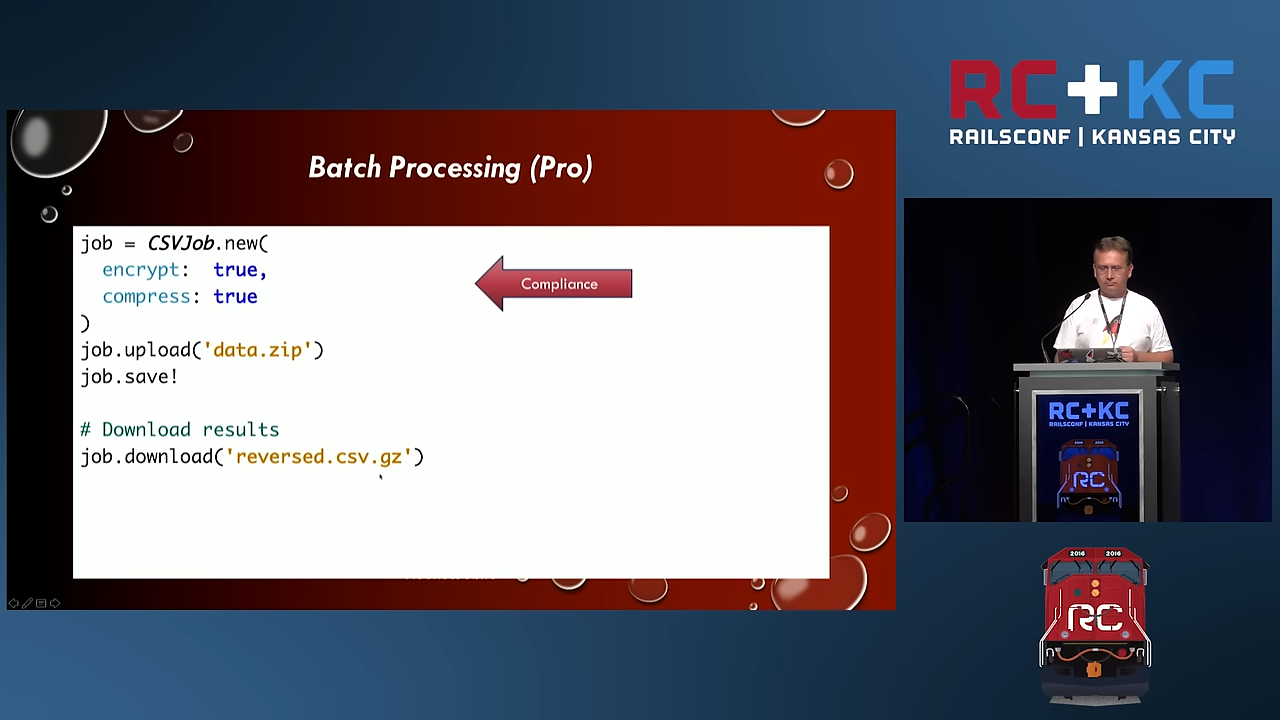 RC+KC
RAILSCONF | KANSAS CITY
Batch Processing (Pro)
job = CSVJob.new(
  encrypt:  true,
  compress: true
)
job.upload('data.zip')
job.save!
# Download results
job.download('reversed.csv.gz')
Compliance
RC+KC
RAILSCONF | KANSAS CITY
RC
2016 2016
RC